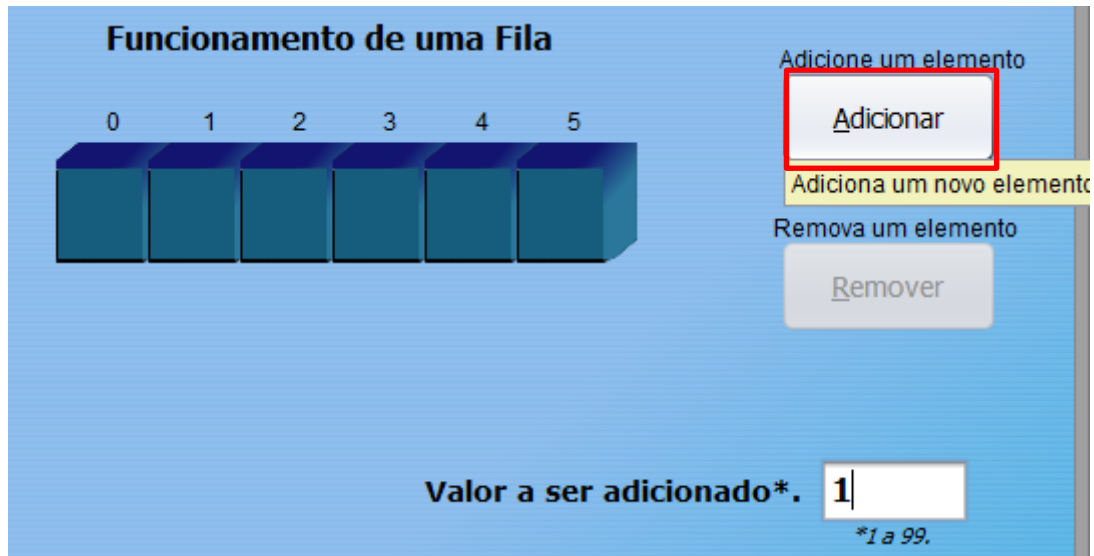 Funcionamento de uma Fila
Adicione um elemento
0 1 2 3 4 5
Adicionar
Adiciona um novo elemento
Remova um elemento
Remover
Valor a ser adicionado*. 1
*1 a 99.